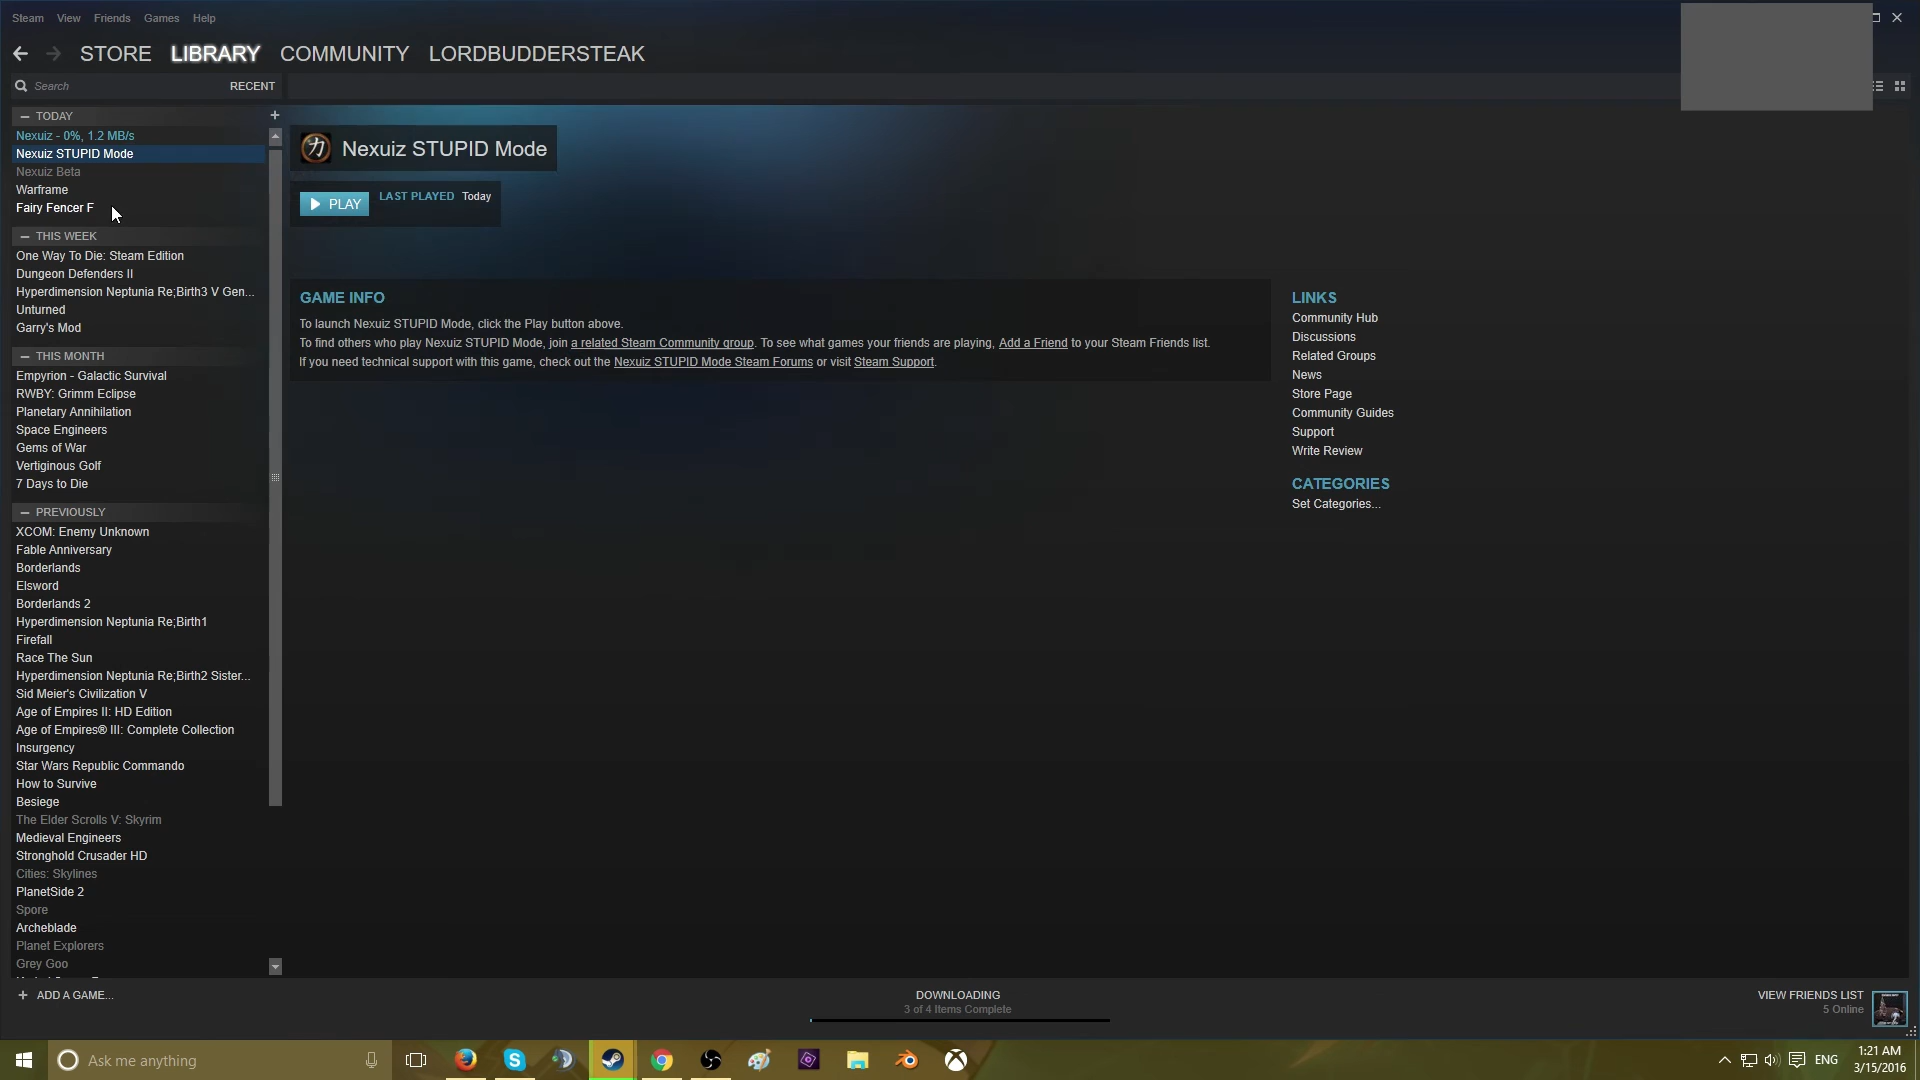 Steam View Friends Games Help
STORE LIBRARY COMMUNITY LORDBUDDERSTEAK
Search RECENT
— TODAY +
Nexuiz - 0%, 1.2 MB/s
Nexuiz STUPID Mode
Nexuiz Beta
Warframe
Fairy Fencer F
— THIS WEEK
One Way To Die: Steam Edition
Dungeon Defenders II
Hyperdimension Neptunia Re;Birth3 V Gen...
Unturned
Garry's Mod
— THIS MONTH
Empyrion - Galactic Survival
RWBY: Grimm Eclipse
Planetary Annihilation
Space Engineers
Gems of War
Vertiginous Golf
7 Days to Die
— PREVIOUSLY
XCOM: Enemy Unknown
Fable Anniversary
Borderlands
Elsword
Borderlands 2
Hyperdimension Neptunia Re;Birth1
Firefall
Race The Sun
Hyperdimension Neptunia Re;Birth2 Sister...
Sid Meier's Civilization V
Age of Empires II: HD Edition
Age of Empires® III: Complete Collection
Insurgency
Star Wars Republic Commando
How to Survive
Besiege
The Elder Scrolls V: Skyrim
Medieval Engineers
Stronghold Crusader HD
Cities: Skylines
PlanetSide 2
Spore
Archeblade
Planet Explorers
Grey Goo
力 Nexuiz STUPID Mode
PLAY LAST PLAYED Today
GAME INFO
To launch Nexuiz STUPID Mode, click the Play button above.
To find others who play Nexuiz STUPID Mode, join a related Steam Community group. To see what games your friends are playing, Add a Friend to your Steam Friends list.
If you need technical support with this game, check out the Nexuiz STUPID Mode Steam Forums or visit Steam Support.
LINKS
Community Hub
Discussions
Related Groups
News
Store Page
Community Guides
Support
Write Review
CATEGORIES
Set Categories...
+ ADD A GAME...
DOWNLOADING
3 of 4 Items Complete
VIEW FRIENDS LIST
5 Online
Ask me anything
ENG
1:21 AM
3/15/2016